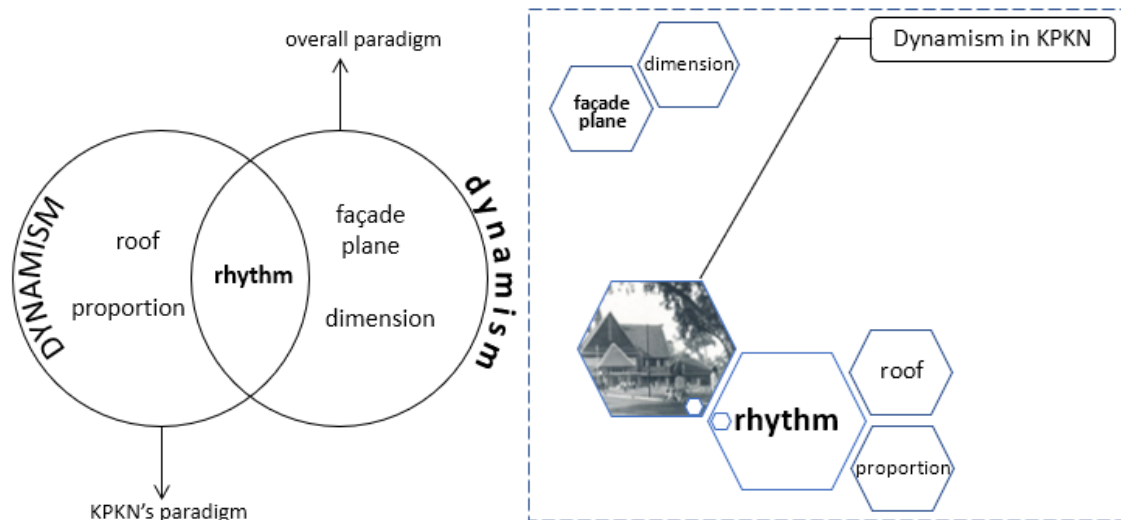 overall paradigm
DYNAMISM
roof
proportion
rhythm
façade
plane
dimension
dynamism
KPKN's paradigm
Dynamism in KPKN
dimension
façade
plane
rhythm
roof
proportion